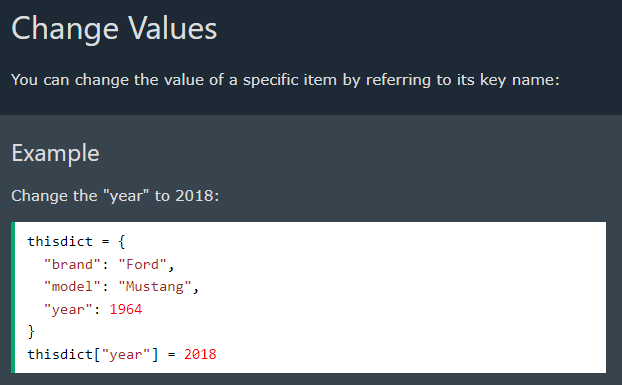 Change Values
You can change the value of a specific item by referring to its key name:
Example
Change the "year" to 2018:
thisdict = {
  "brand": "Ford",
  "model": "Mustang",
  "year": 1964
}
thisdict["year"] = 2018